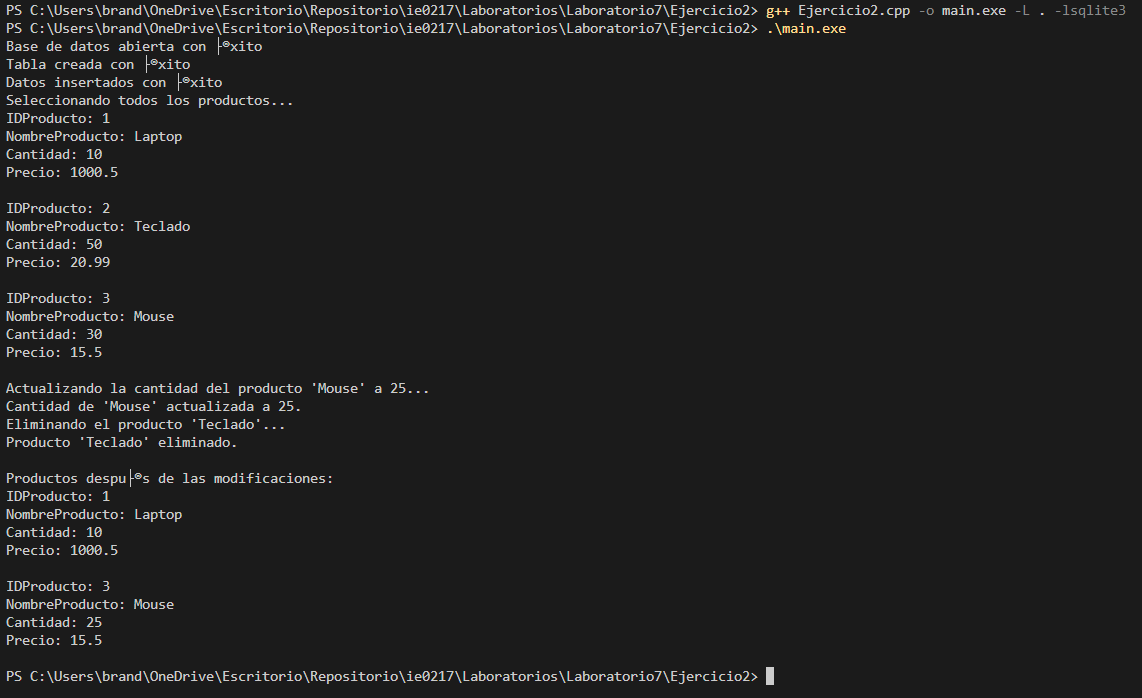 PS C:\Users\brand\OneDrive\Escritorio\Repositorio\ie0217\Laboratorios\Laboratorio7\Ejercicio2> g++ Ejercicio2.cpp -o main.exe -L . -lsqlite3
PS C:\Users\brand\OneDrive\Escritorio\Repositorio\ie0217\Laboratorios\Laboratorio7\Ejercicio2> .\main.exe
Base de datos abierta con ├®xito
Tabla creada con ├®xito
Datos insertados con ├®xito
Seleccionando todos los productos...
IDProducto: 1
NombreProducto: Laptop
Cantidad: 10
Precio: 1000.5
IDProducto: 2
NombreProducto: Teclado
Cantidad: 50
Precio: 20.99
IDProducto: 3
NombreProducto: Mouse
Cantidad: 30
Precio: 15.5
Actualizando la cantidad del producto 'Mouse' a 25...
Cantidad de 'Mouse' actualizada a 25.
Eliminando el producto 'Teclado'...
Producto 'Teclado' eliminado.
Productos despu├®s de las modificaciones:
IDProducto: 1
NombreProducto: Laptop
Cantidad: 10
Precio: 1000.5
IDProducto: 3
NombreProducto: Mouse
Cantidad: 25
Precio: 15.5
PS C:\Users\brand\OneDrive\Escritorio\Repositorio\ie0217\Laboratorios\Laboratorio7\Ejercicio2>